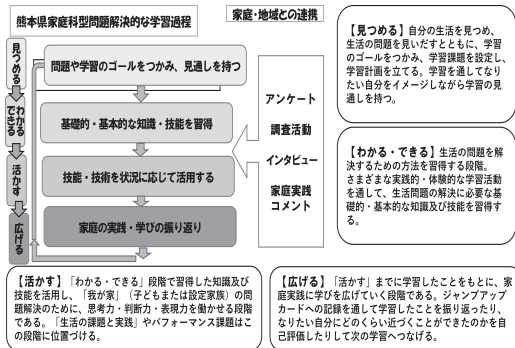 熊本県家庭科型問題解決的な学習過程
家庭・地域との連携
見つめる
わかる
できる
活かす
広げる
問題や学習のゴールをつかみ、見通しを持つ
基礎的・基本的な知識・技能を習得
技能・技術を状況に応じて活用する
家庭の実践・学びの振り返り
アンケート
調査活動
インタビュー
家庭実践
コメント
【見つめる】自分の生活を見つめ、
生活の問題を見いだすとともに、学習
のゴールをつかみ、学習課題を設定し、
学習計画を立てる。学習を通してなり
たい自分をイメージしながら学習の見
通しを持つ。
【わかる・できる】生活の問題を解
決するための方法を習得する段階。
さまざまな実践的・体験的な学習活動
を通して、生活問題の解決に必要な基
礎的・基本的な知識及び技能を習得す
る。
【活かす】「わかる・できる」段階で習得した知識及び
技能を活用し、「我が家」（子どもまたは設定家族）の問
題解決のために、思考力・判断力・表現力を働かせる段階
である。「生活の課題と実践」やパフォーマンス課題はこ
の段階に位置づける。
【広げる】「活かす」までに学習したことをもとに、家
庭実践に学びを広げていく段階である。ジャンプアップ
カードへの記録を通して学習したことを振り返ったり、
なりたい自分にどのくらい近づくことができたのかを自
己評価したりして次の学習へつなげる。